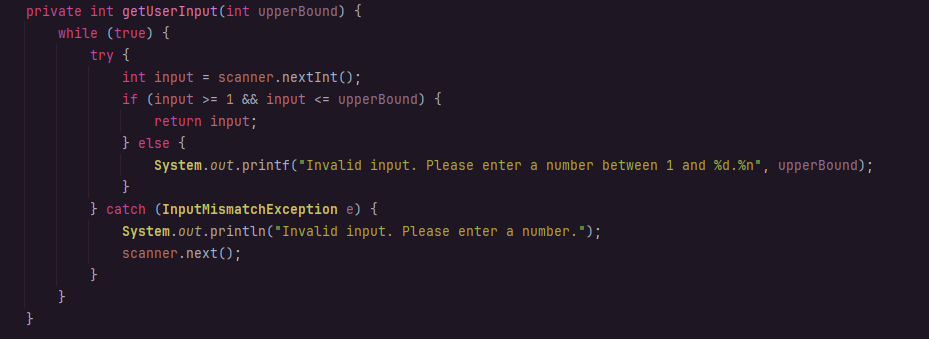 private int getUserInput(int upperBound) {
    while (true) {
        try {
            int input = scanner.nextInt();
            if (input >= 1 && input <= upperBound) {
                return input;
            } else {
                System.out.printf("Invalid input. Please enter a number between 1 and %d.%n", upperBound);
            }
        } catch (InputMismatchException e) {
            System.out.println("Invalid input. Please enter a number.");
            scanner.next();
        }
    }
}